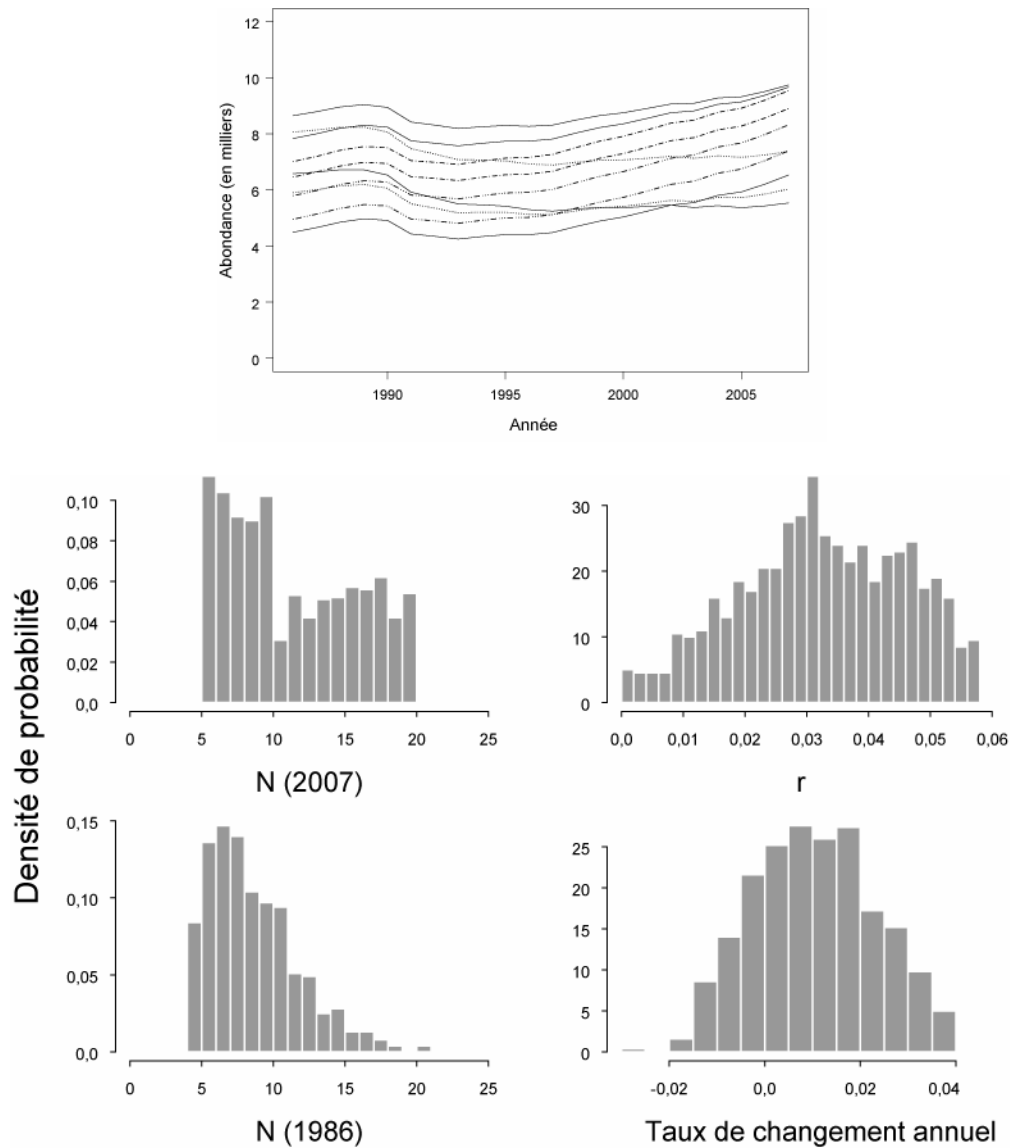 12
10
8
6
4
2
0
Abondance (en milliers)
1990 1995 2000 2005
Année
Densité de probabilité
0,10
0,08
0,06
0,04
0,02
0,0
0 5 10 15 20 25
N (2007)
30
20
10
0
0,0 0,01 0,02 0,03 0,04 0,05 0,06
r
0,15
0,10
0,05
0,0
0 5 10 15 20 25
N (1986)
25
20
15
10
5
0
-0,02 0,0 0,02 0,04
Taux de changement annuel